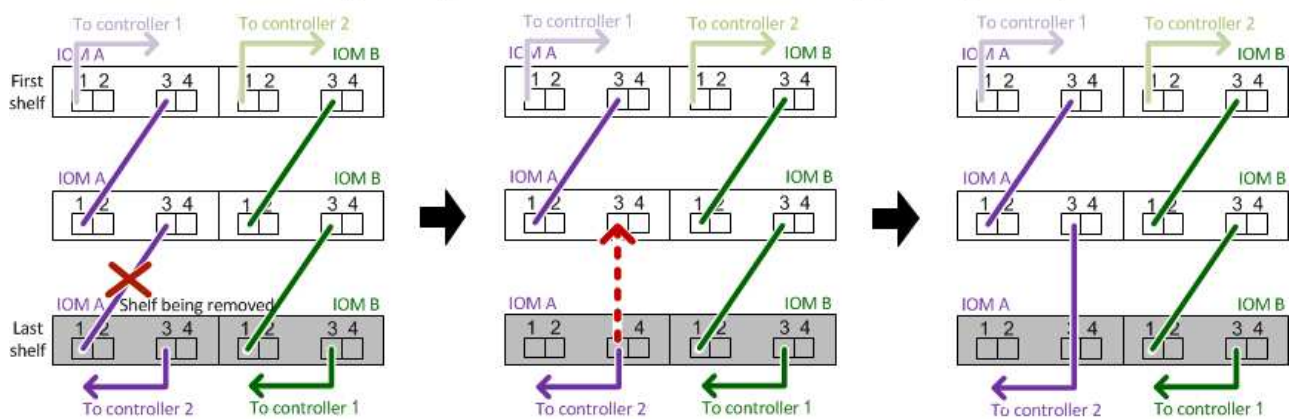 To controller 1 To controller 2 To controller 1 To controller 2 To controller 1 To controller 2
IOM A IOM B IOM A IOM B IOM A IOM B
First shelf 1 2 3 4 1 2 3 4 1 2 3 4 1 2 3 4 1 2 3 4 1 2 3 4
IOM A IOM B IOM A IOM B IOM A IOM B
1 2 3 4 1 2 3 4 1 2 3 4 1 2 3 4 1 2 3 4 1 2 3 4
Shelf being removed
IOM A IOM B IOM A IOM B IOM A IOM B
Last shelf 1 2 3 4 1 2 3 4 1 2 4 1 2 3 4 1 2 3 4 1 2 3 4
To controller 2 To controller 1 To controller 2 To controller 1 To controller 2 To controller 1